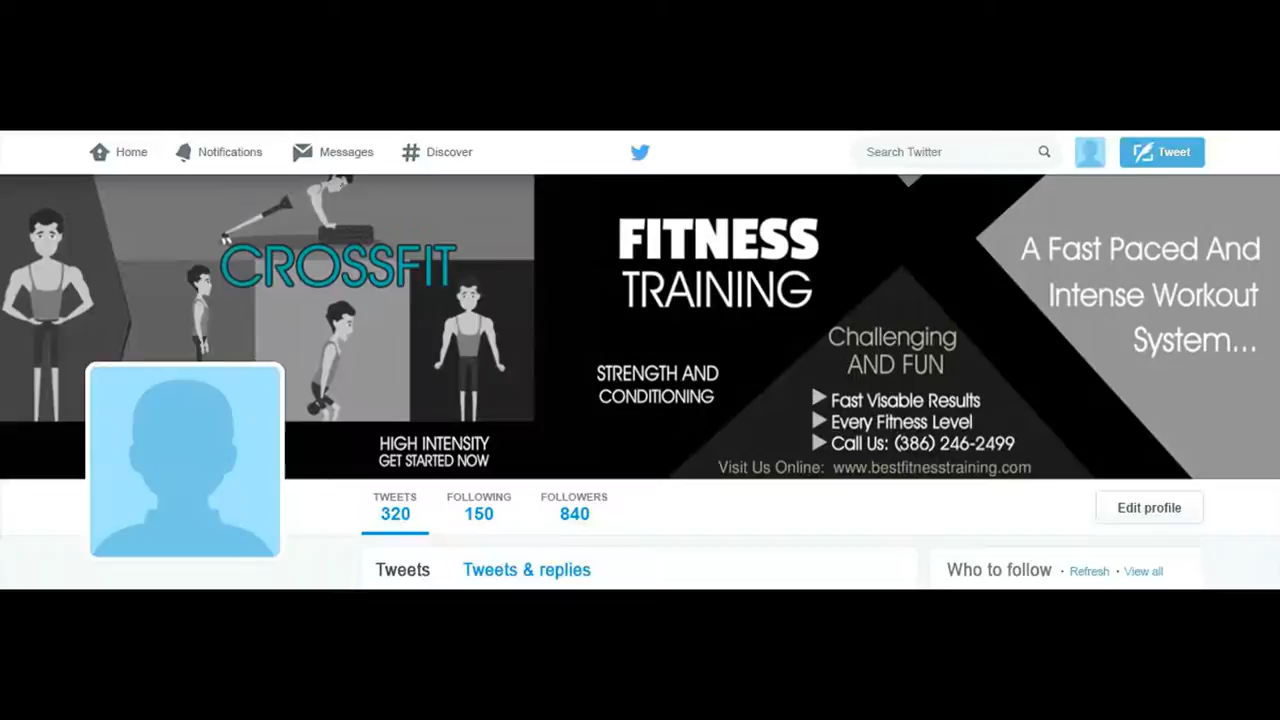 Home Notifications Messages # Discover Search Twitter Tweet
CROSSFIT
HIGH INTENSITY
GET STARTED NOW
FITNESS
TRAINING
STRENGTH AND
CONDITIONING
Challenging
AND FUN
Fast Visable Results
Every Fitness Level
Call Us: (386) 246-2499
Visit Us Online: www.bestfitnesstraining.com
A Fast Paced And
Intense Workout
System...
TWEETS FOLLOWING FOLLOWERS
320 150 840
Edit profile
Tweets Tweets & replies
Who to follow · Refresh · View all